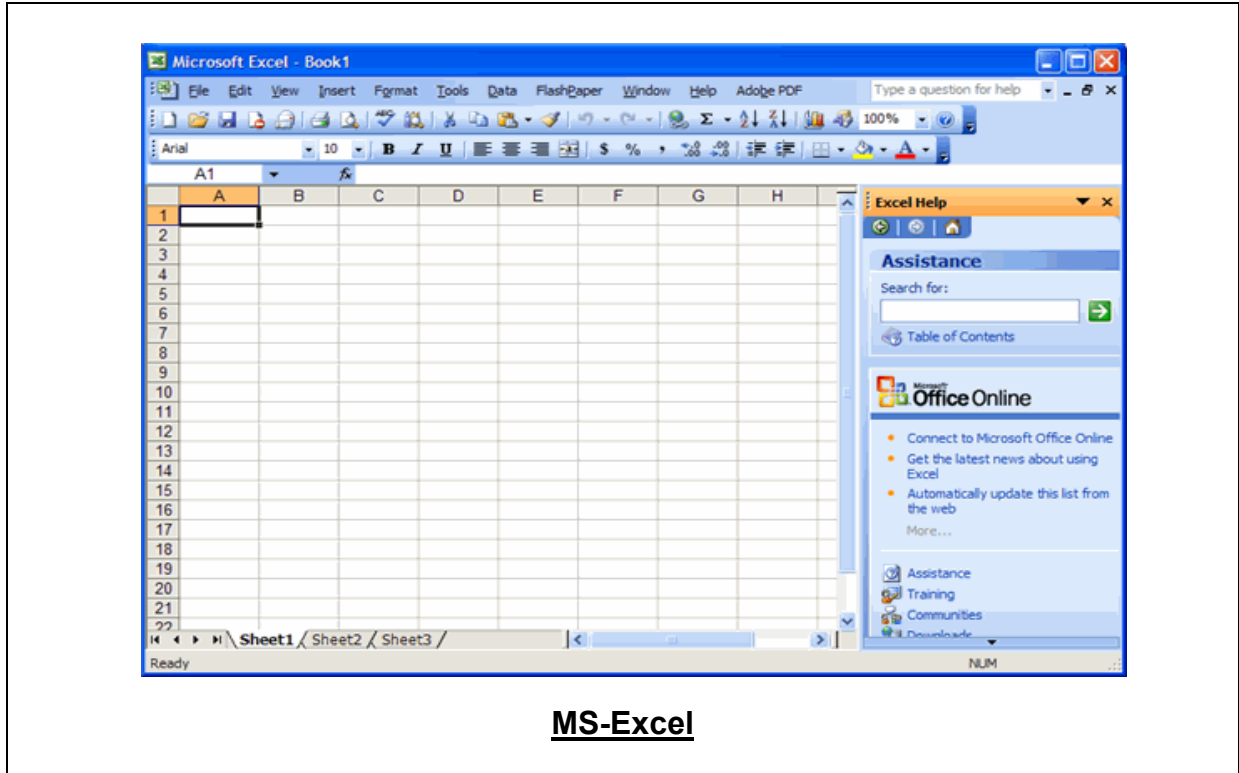 Microsoft Excel - Book1
File Edit View Insert Format Tools Data FlashPaper Window Help Adobe PDF Type a question for help
Σ 100%
Arial 10 B I U $ % , A
A1 fx
A B C D E F G H
1
2
3
4
5
6
7
8
9
10
11
12
13
14
15
16
17
18
19
20
21
22
Sheet1 Sheet2 Sheet3
Ready NUM
Excel Help
Assistance
Search for:
Table of Contents
Microsoft
Office Online
Connect to Microsoft Office Online
Get the latest news about using
Excel
Automatically update this list from
the web
More...
Assistance
Training
Communities
Downloads
MS-Excel